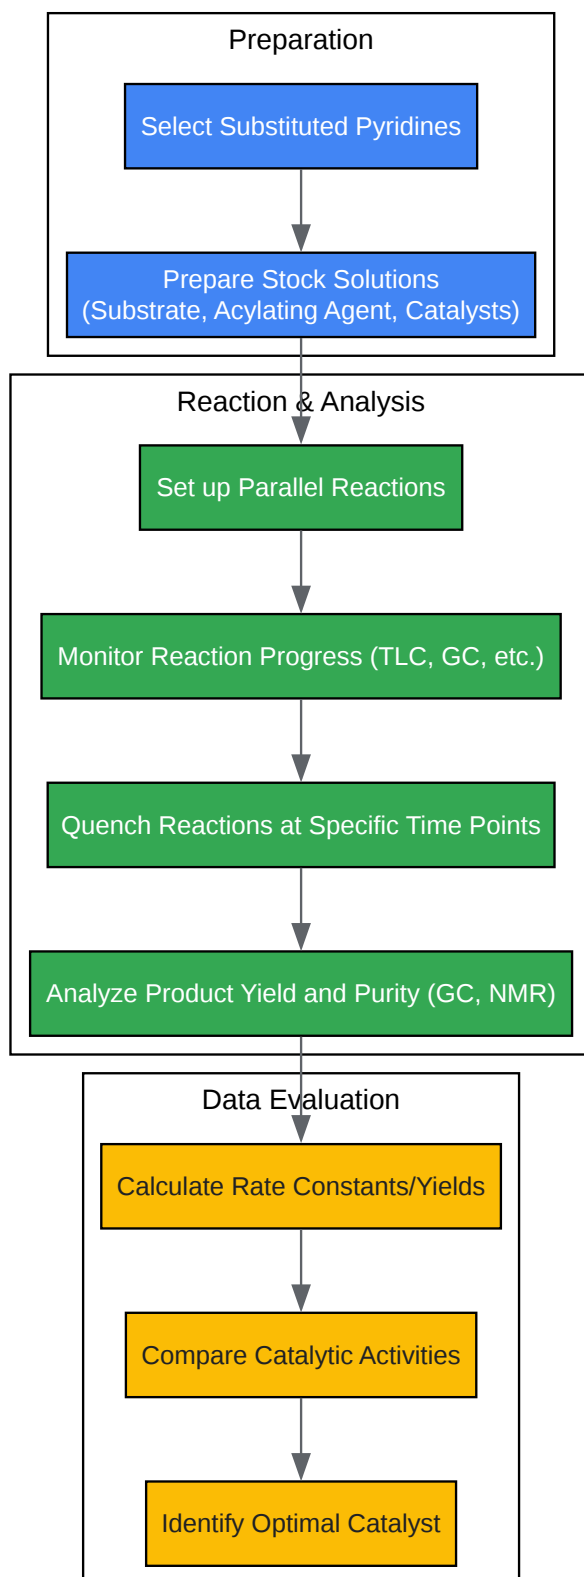 Preparation
Select Substituted Pyridines
Prepare Stock Solutions
(Substrate, Acylating Agent, Catalysts)
Reaction & Analysis
Set up Parallel Reactions
Monitor Reaction Progress (TLC, GC, etc.)
Quench Reactions at Specific Time Points
Analyze Product Yield and Purity (GC, NMR)
Data Evaluation
Calculate Rate Constants/Yields
Compare Catalytic Activities
Identify Optimal Catalyst